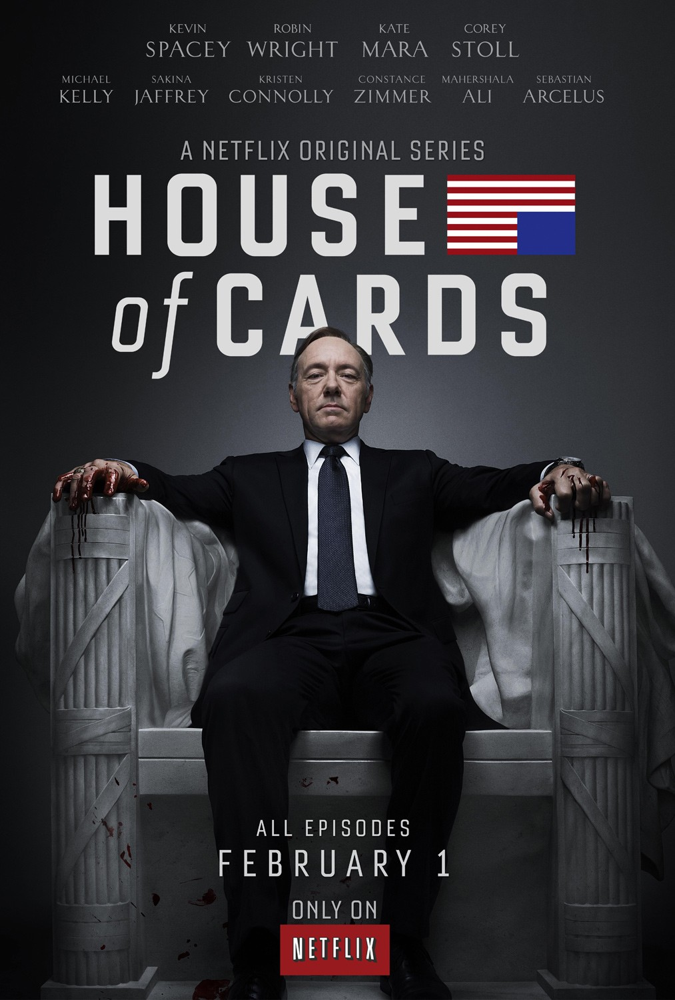 KEVIN SPACEY ROBIN WRIGHT KATE MARA COREY STOLL
MICHAEL KELLY SAKINA JAFFREY KRISTEN CONNOLLY CONSTANCE ZIMMER MAHERSHALA ALI SEBASTIAN ARCELUS
A NETFLIX ORIGINAL SERIES
HOUSE
of CARDS
ALL EPISODES
FEBRUARY 1
ONLY ON
NETFLIX